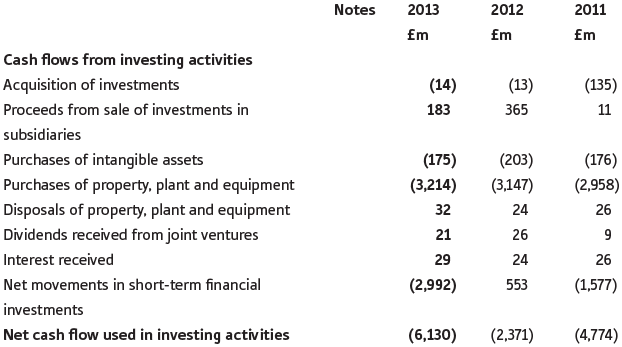 Notes 2013 2012 2011
£m £m £m
Cash flows from investing activities
Acquisition of investments (14) (13) (135)
Proceeds from sale of investments in 183 365 11
subsidiaries
Purchases of intangible assets (175) (203) (176)
Purchases of property, plant and equipment (3,214) (3,147) (2,958)
Disposals of property, plant and equipment 32 24 26
Dividends received from joint ventures 21 26 9
Interest received 29 24 26
Net movements in short-term financial (2,992) 553 (1,577)
investments
Net cash flow used in investing activities (6,130) (2,371) (4,774)